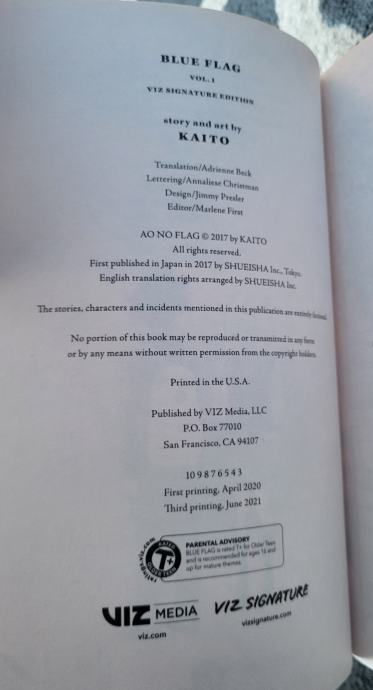 BLUE FLAG
VOL. 1
VIZ SIGNATURE EDITION
story and art by
KAITO
Translation/Adrienne Beck
Lettering/Annaliese Christman
Design/Jimmy Presler
Editor/Marlene First
AO NO FLAG © 2017 by KAITO
All rights reserved.
First published in Japan in 2017 by SHUEISHA Inc., Tokyo.
English translation rights arranged by SHUEISHA Inc.
The stories, characters and incidents mentioned in this publication are entirely fictional.
No portion of this book may be reproduced or transmitted in any form
or by any means without written permission from the copyright holders.
Printed in the U.S.A.
Published by VIZ Media, LLC
P.O. Box 77010
San Francisco, CA 94107
10 9 8 7 6 5 4 3
First printing, April 2020
Third printing, June 2021
RATED
T+
OLDER TEEN
ratings.viz.com
PARENTAL ADVISORY
BLUE FLAG is rated T+ for Older Teen
and is recommended for ages 16 and
up for mature themes.
VIZ MEDIA
viz.com
VIZ SIGNATURE
vizsignature.com